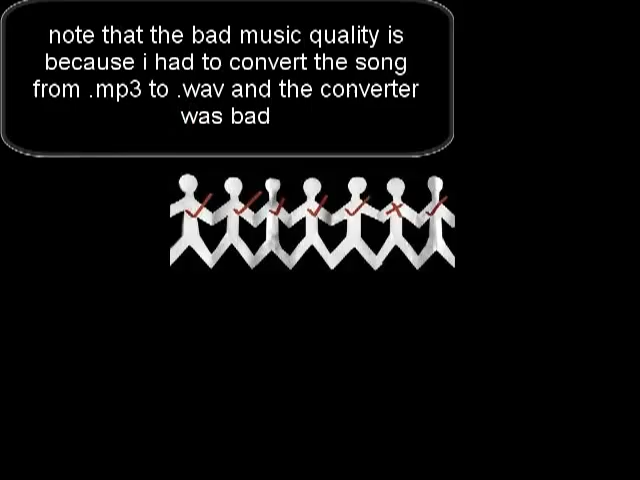 note that the bad music quality is
because i had to convert the song
from .mp3 to .wav and the converter
was bad